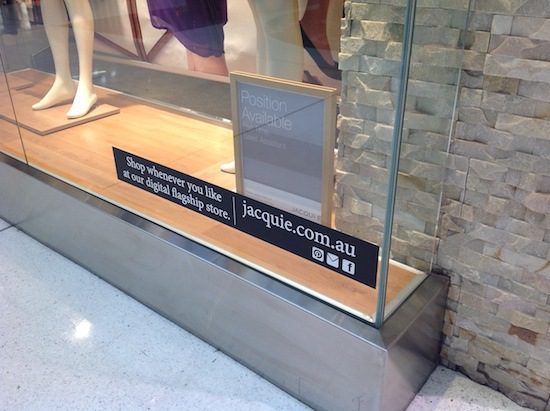 Position
Available
Shop whenever you like
at our digital flagship store.
jacquie.com.au